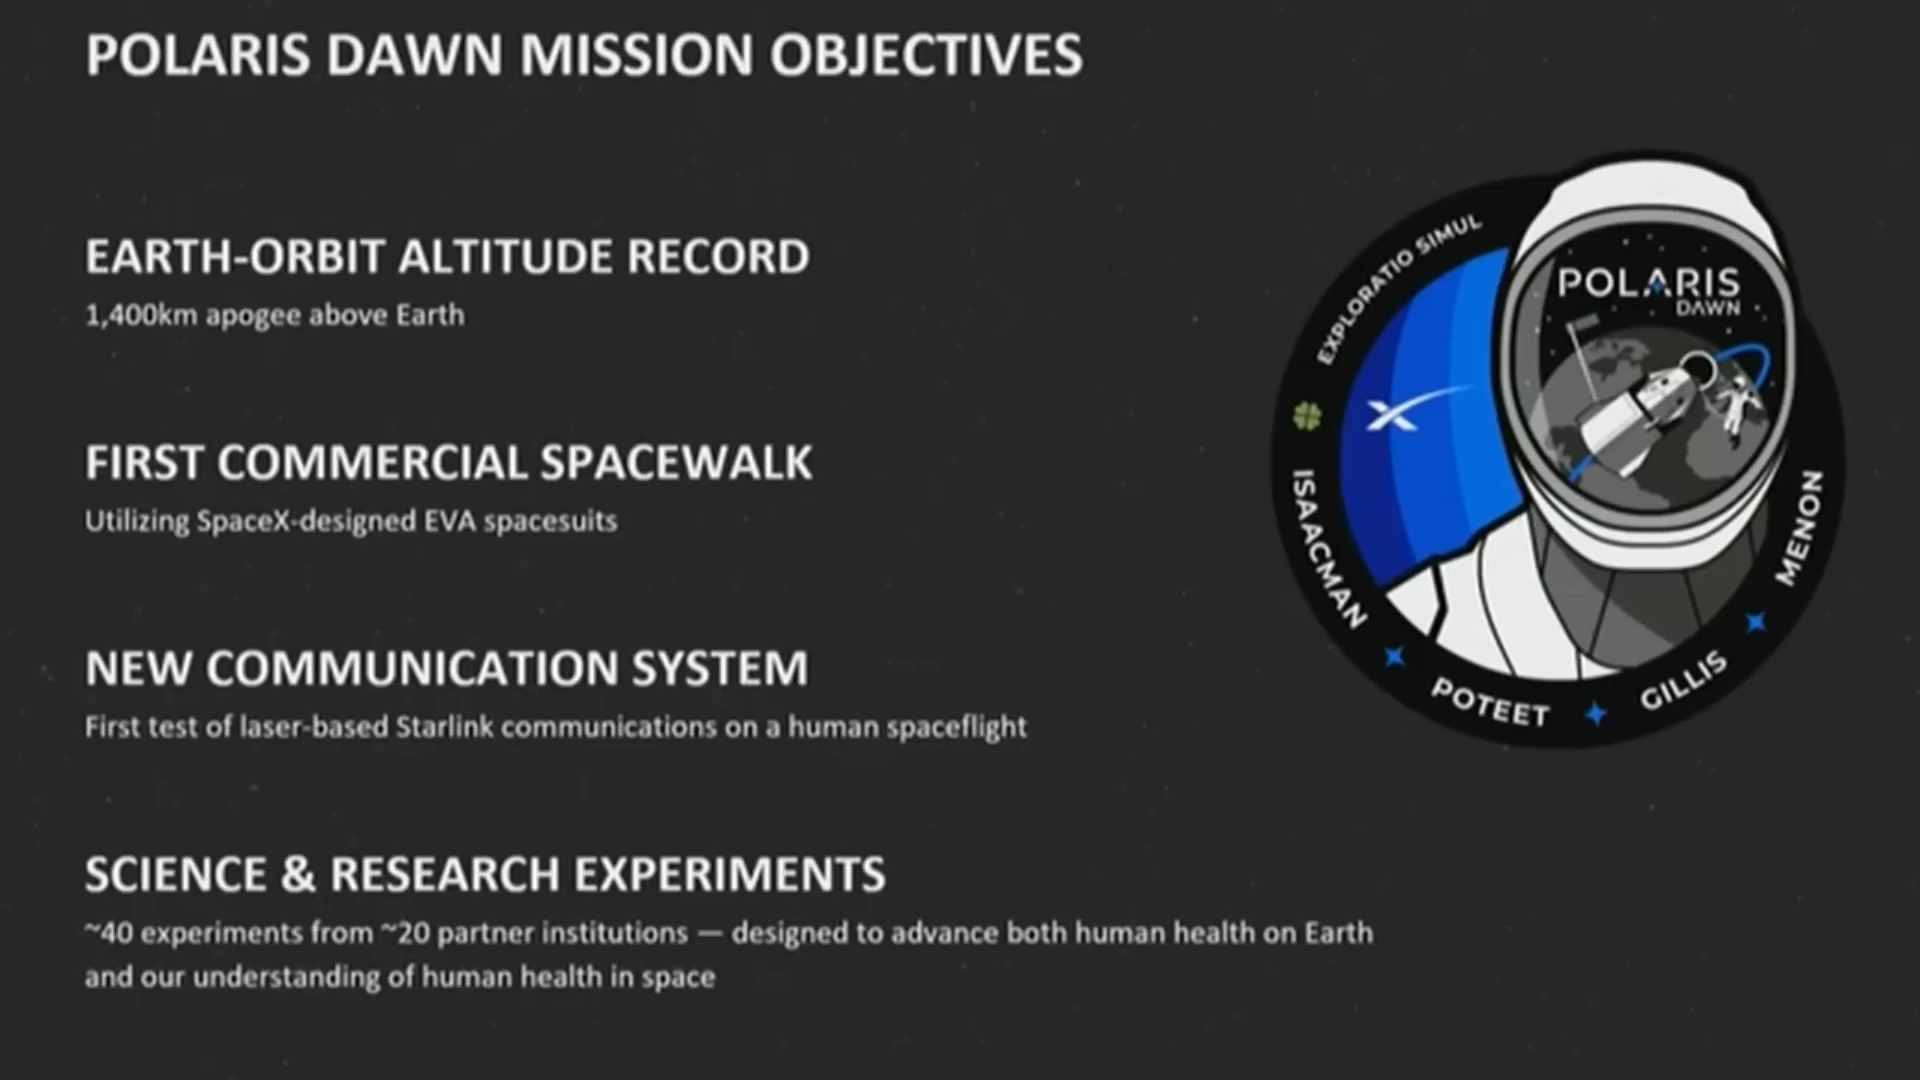 POLARIS DAWN MISSION OBJECTIVES
EARTH-ORBIT ALTITUDE RECORD
1,400km apogee above Earth
FIRST COMMERCIAL SPACEWALK
Utilizing SpaceX-designed EVA spacesuits
NEW COMMUNICATION SYSTEM
First test of laser-based Starlink communications on a human spaceflight
SCIENCE & RESEARCH EXPERIMENTS
~40 experiments from ~20 partner institutions — designed to advance both human health on Earth
and our understanding of human health in space
EXPLORATIO SIMUL
POLARIS
DAWN
X
ISAACMAN
POTEET
GILLIS
MENON